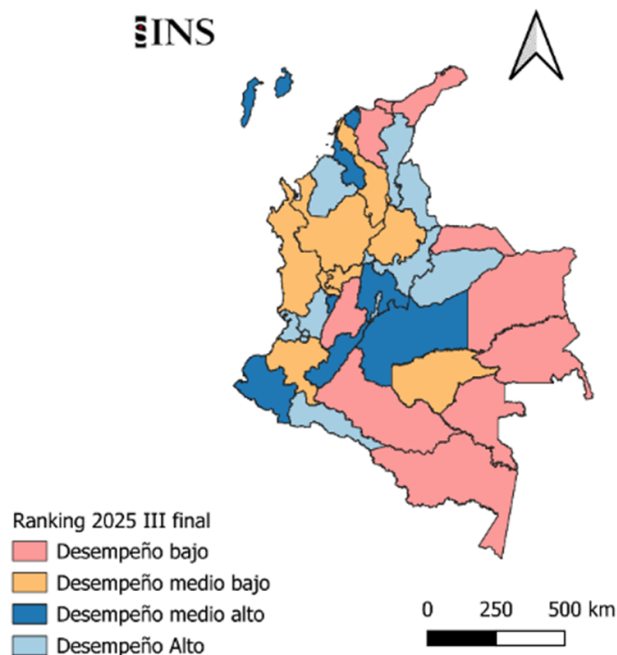 INS
Ranking 2025 III final
Desempeño bajo
Desempeño medio bajo
Desempeño medio alto
Desempeño Alto
0 250 500 km